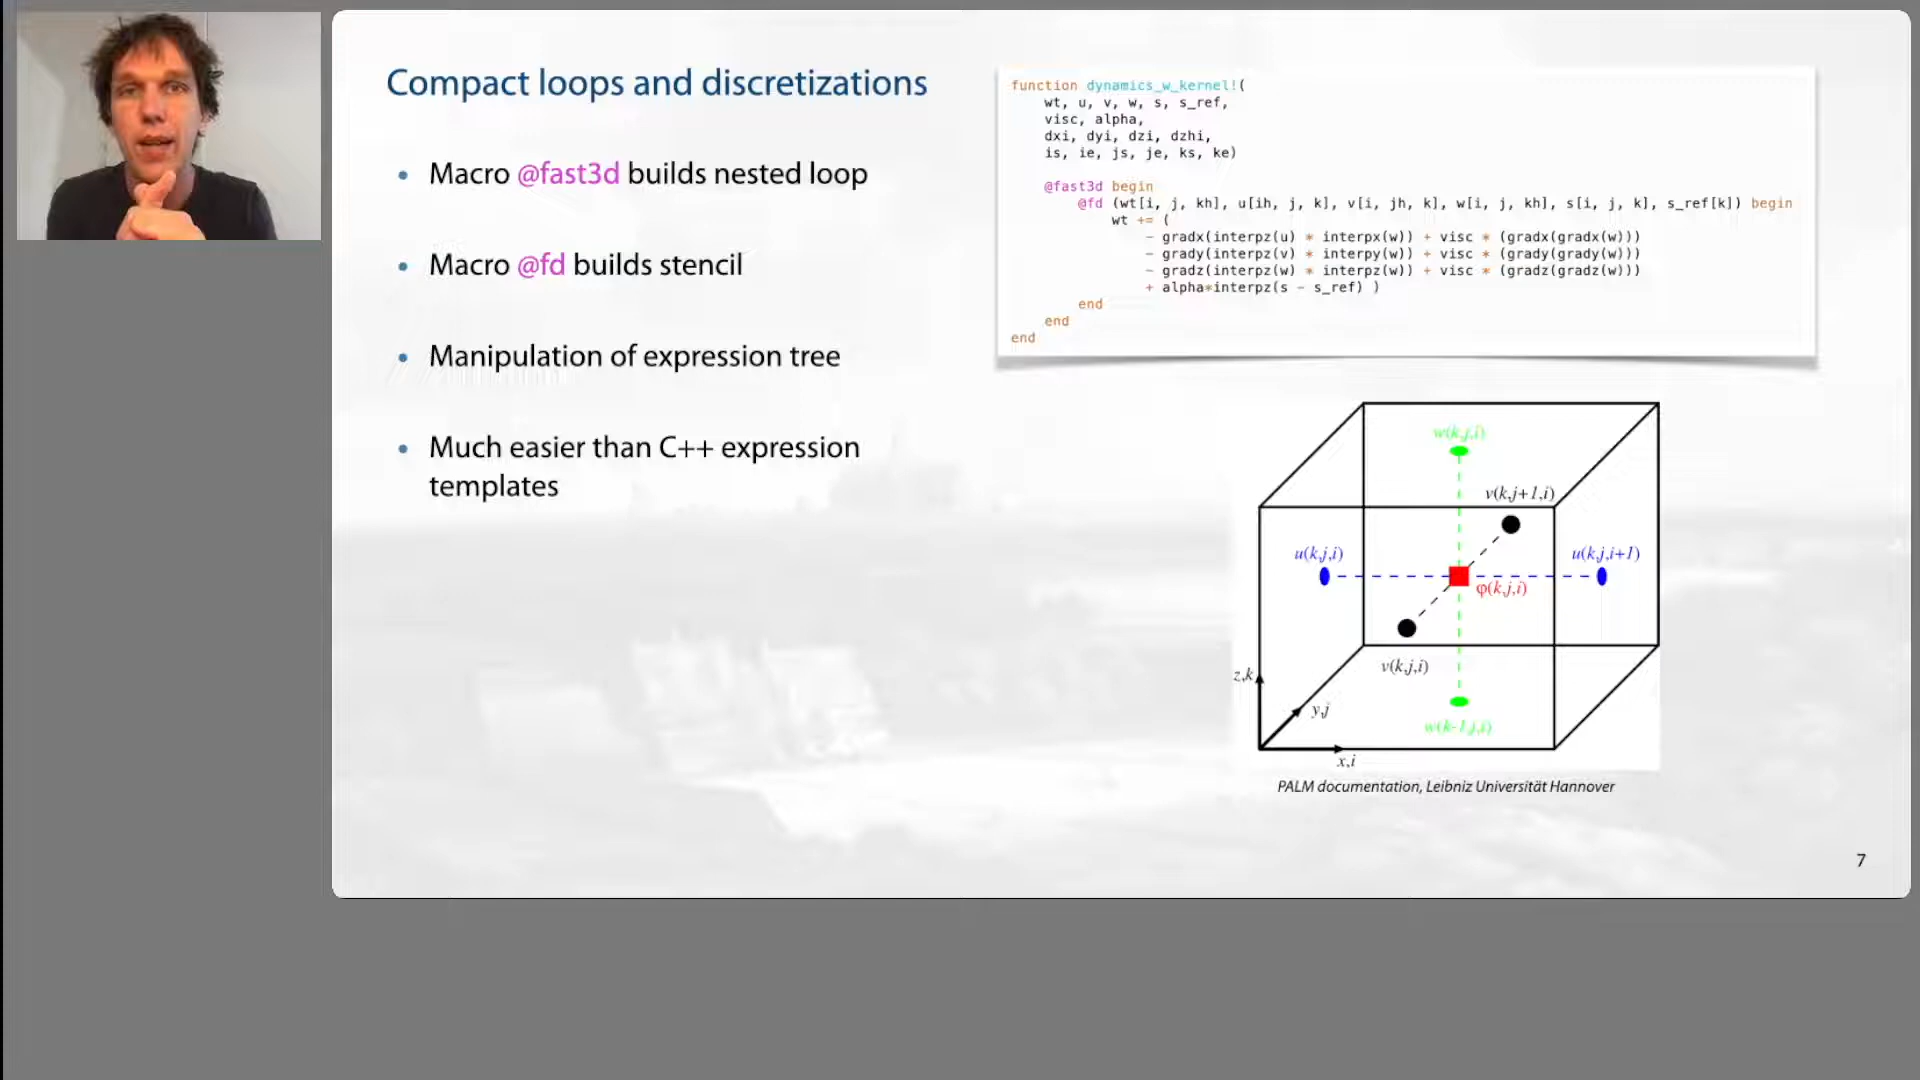 Compact loops and discretizations
• Macro @fast3d builds nested loop
• Macro @fd builds stencil
• Manipulation of expression tree
• Much easier than C++ expression
templates
function dynamics_w_kernel!(
wt, u, v, w, s, s_ref,
visc, alpha,
dxi, dyi, dzi, dzhi,
is, ie, js, je, ks, ke)
@fast3d begin
@fd (wt[i, j, kh], u[ih, j, k], v[i, jh, k], w[i, j, kh], s[i, j, k], s_ref[k]) begin
wt += (
- gradx(interpz(u) * interpx(w)) + visc * (gradx(gradx(w)))
- grady(interpz(v) * interpy(w)) + visc * (grady(grady(w)))
- gradz(interpz(w) * interpz(w)) + visc * (gradz(gradz(w)))
+ alpha*interpz(s - s_ref) )
end
end
end
w(k,j,i)
v(k,j+1,i)
u(k,j,i)
u(k,j,i+1)
φ(k,j,i)
v(k,j,i)
z,k
y,j
w(k-1,j,i)
x,i
PALM documentation, Leibniz Universität Hannover
7